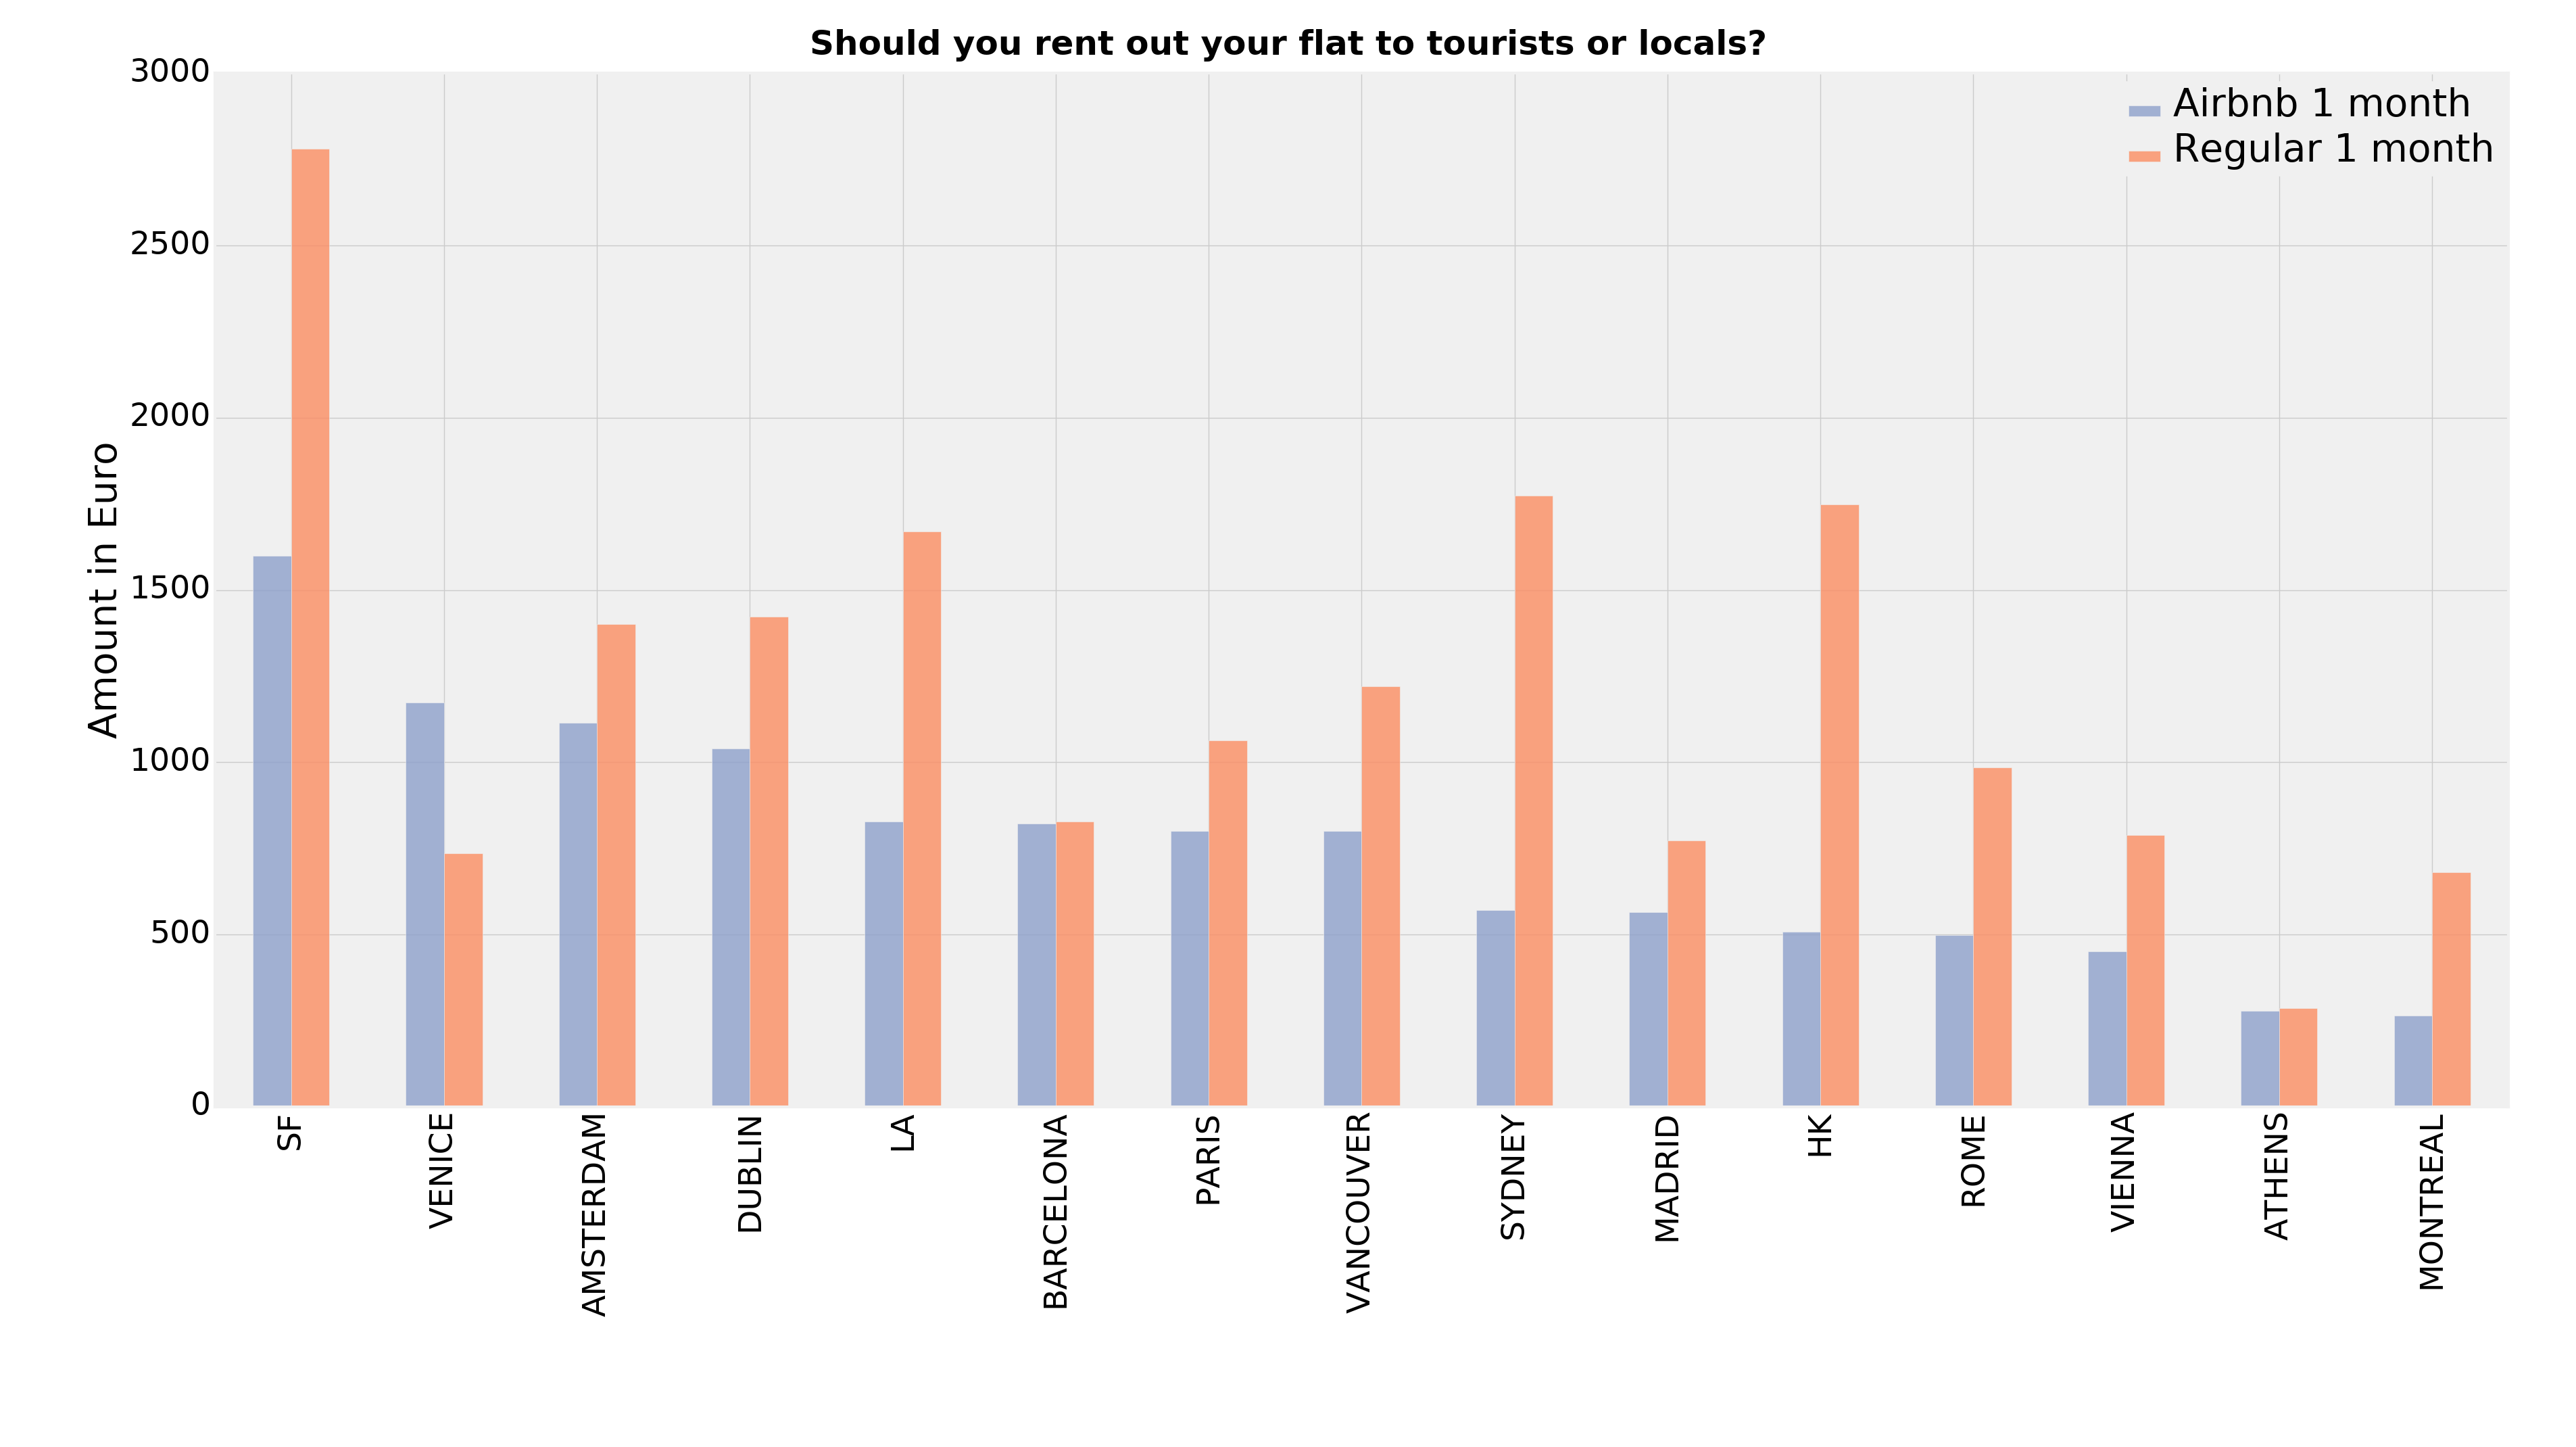 Should you rent out your flat to tourists or locals?
Airbnb 1 month
Regular 1 month
Amount in Euro
3000
2500
2000
1500
1000
500
0
SF
VENICE
AMSTERDAM
DUBLIN
LA
BARCELONA
PARIS
VANCOUVER
SYDNEY
MADRID
HK
ROME
VIENNA
ATHENS
MONTREAL